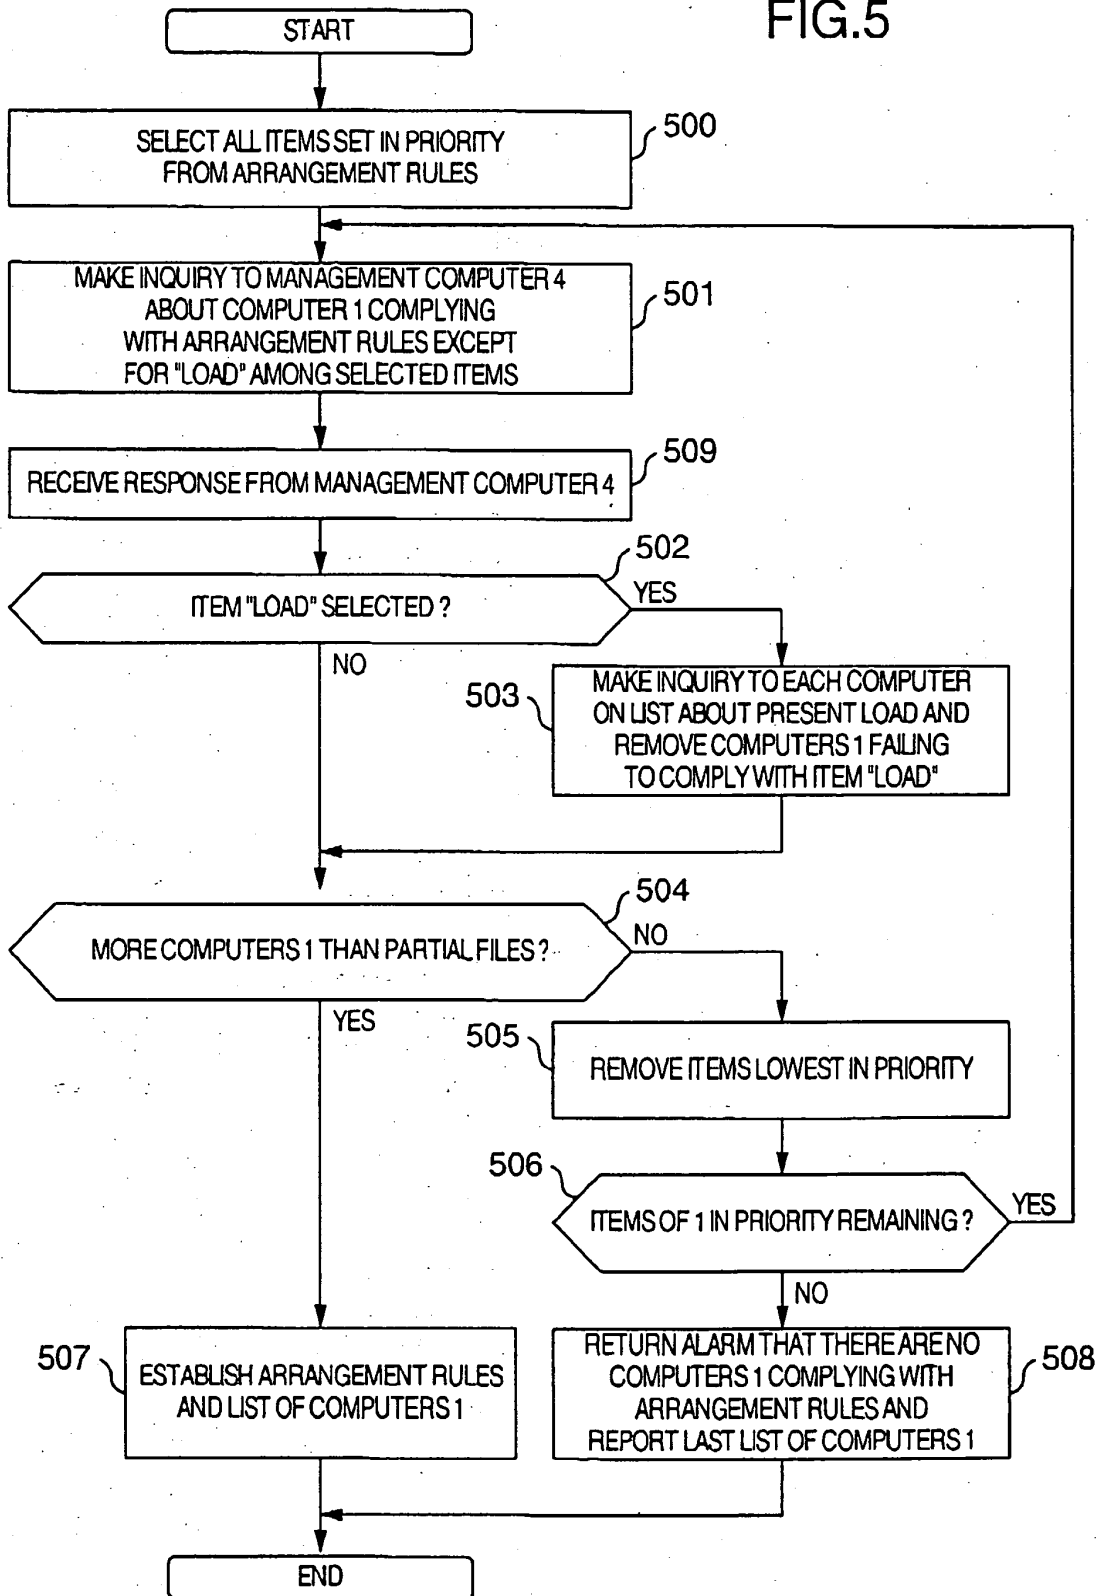 FIG.5
START
500
SELECT ALL ITEMS SET IN PRIORITY
FROM ARRANGEMENT RULES
501
MAKE INQUIRY TO MANAGEMENT COMPUTER 4
ABOUT COMPUTER 1 COMPLYING
WITH ARRANGEMENT RULES EXCEPT
FOR "LOAD" AMONG SELECTED ITEMS
509
RECEIVE RESPONSE FROM MANAGEMENT COMPUTER 4
502
ITEM "LOAD" SELECTED ?
YES
NO
503
MAKE INQUIRY TO EACH COMPUTER
ON LIST ABOUT PRESENT LOAD AND
REMOVE COMPUTERS 1 FAILING
TO COMPLY WITH ITEM "LOAD"
504
MORE COMPUTERS 1 THAN PARTIAL FILES ?
NO
YES
505
REMOVE ITEMS LOWEST IN PRIORITY
506
ITEMS OF 1 IN PRIORITY REMAINING ?
YES
NO
507
ESTABLISH ARRANGEMENT RULES
AND LIST OF COMPUTERS 1
508
RETURN ALARM THAT THERE ARE NO
COMPUTERS 1 COMPLYING WITH
ARRANGEMENT RULES AND
REPORT LAST LIST OF COMPUTERS 1
END